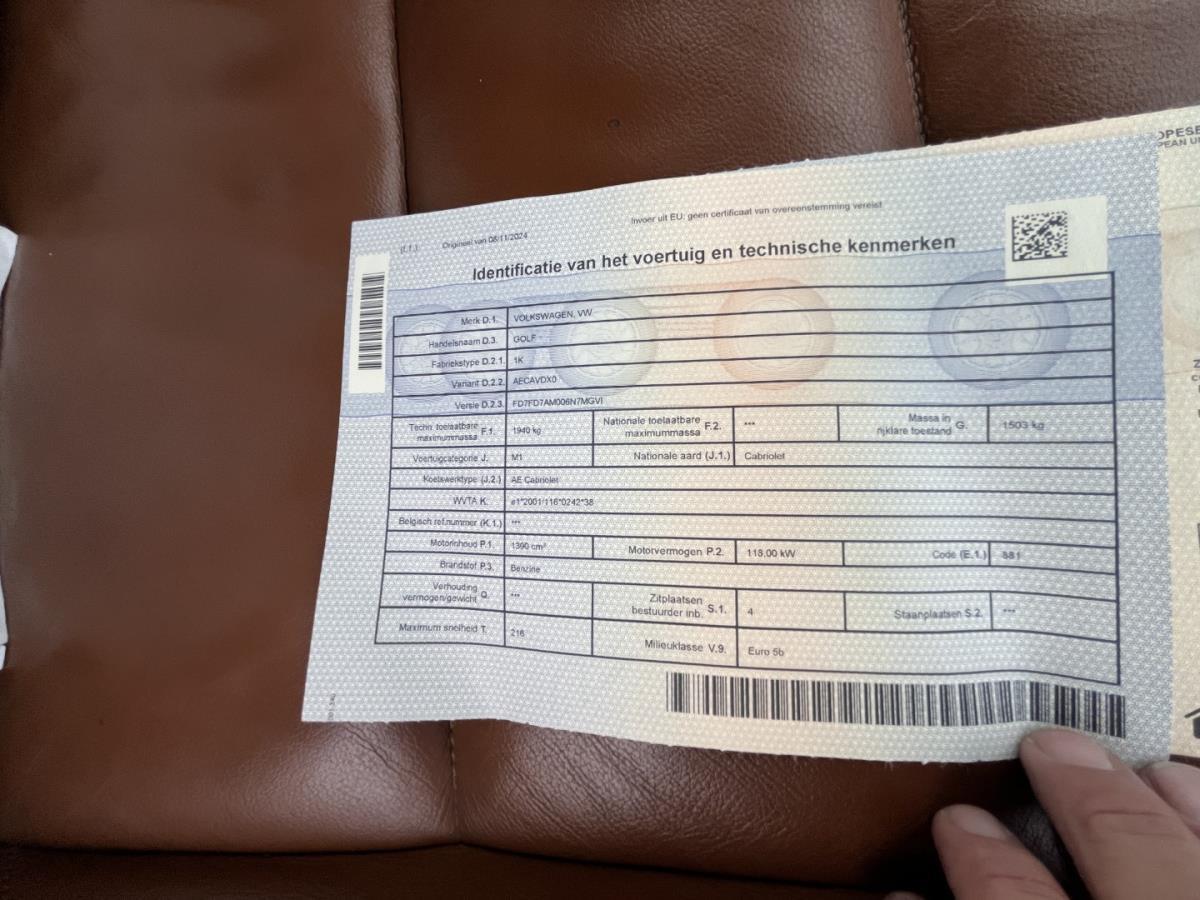 OPESE
PEAN U
Invoer uit EU: geen certificaat van overeenstemming vereist
(I.1.) Origineel van 08/11/2024
Identificatie van het voertuig en technische kenmerken
Merk D.1. VOLKSWAGEN, VW
Handelsnaam D.3. GOLF
Fabriekstype D.2.1. 1K
Variant D.2.2. AECAVDX0
Versie D.2.3. FD7FD7AM006N7MGVI
Techn. toelaatbare maximummassa F.1. 1940 kg Nationale toelaatbare maximummassa F.2. *** Massa in rijklare toestand G. 1503 kg
Voertuigcategorie J. M1 Nationale aard (J.1.) Cabriolet
Koetswerktype (J.2.) AE Cabriolet
WVTA K. e1*2001/116*0242*38
Belgisch ref.nummer (K.1.) ***
Motorinhoud P.1. 1390 cm³ Motorvermogen P.2. 118,00 kW Code (E.1.) 881
Brandstof P.3. Benzine
Verhouding vermogen/gewicht Q. *** Zitplaatsen bestuurder inb. S.1. 4 Staanplaatsen S.2. ***
Maximum snelheid T. 216 Milieuklasse V.9. Euro 5b